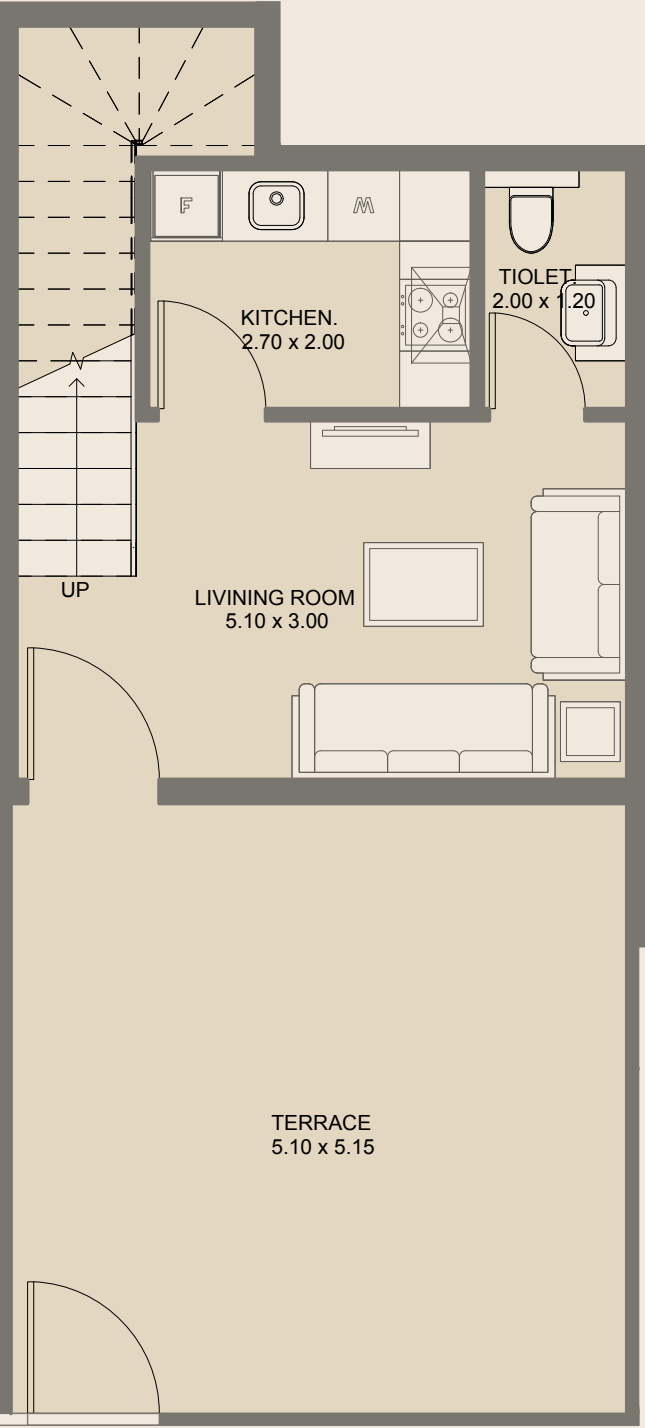 F
M
TIOLET.
2.00 x 1.20
KITCHEN.
2.70 x 2.00
UP
LIVINING ROOM
5.10 x 3.00
TERRACE
5.10 x 5.15